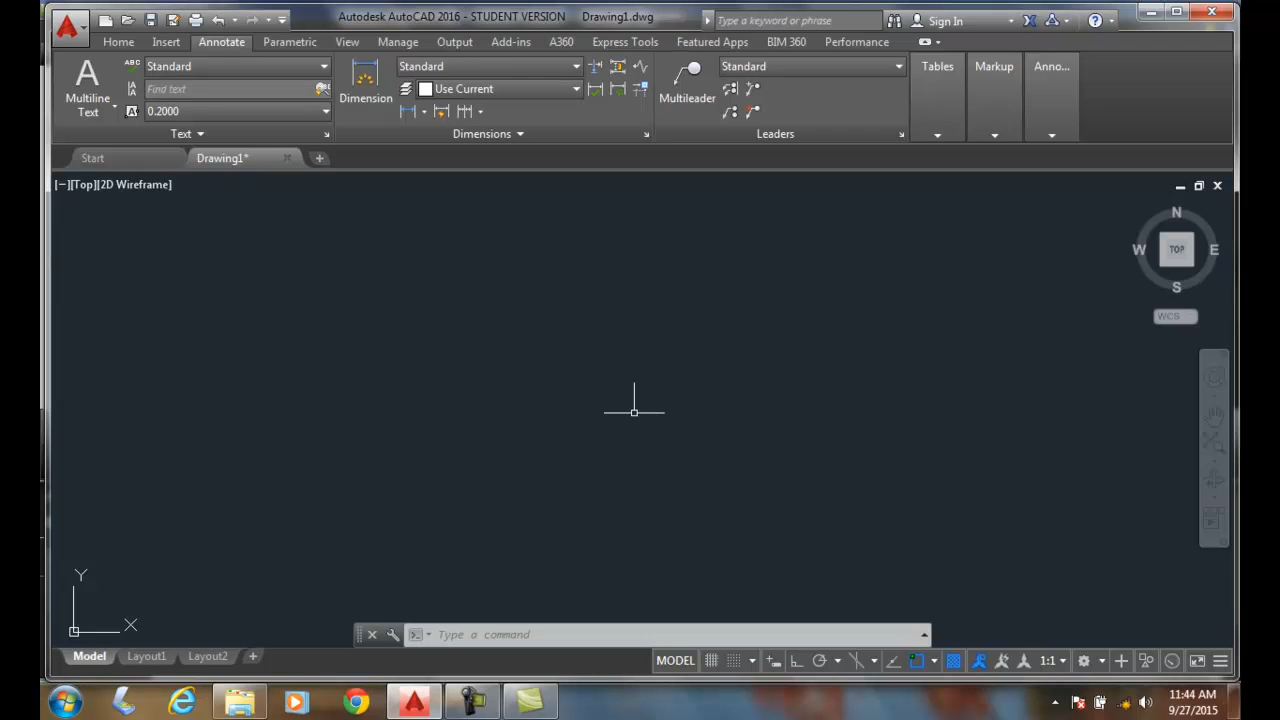 Autodesk AutoCAD 2016 - STUDENT VERSION Drawing1.dwg
Type a keyword or phrase
Sign In
Home Insert Annotate Parametric View Manage Output Add-ins A360 Express Tools Featured Apps BIM 360 Performance
A
Multiline
Text
ABC
Standard
Find text
0.2000
Text
Dimension
Standard
Use Current
Dimensions
Multileader
Standard
Leaders
Tables
Markup
Anno...
Start
Drawing1*
[−][Top][2D Wireframe]
N
W
TOP
E
S
WCS
Y
X
Type a command
Model
Layout1
Layout2
MODEL
1:1
11:44 AM
9/27/2015